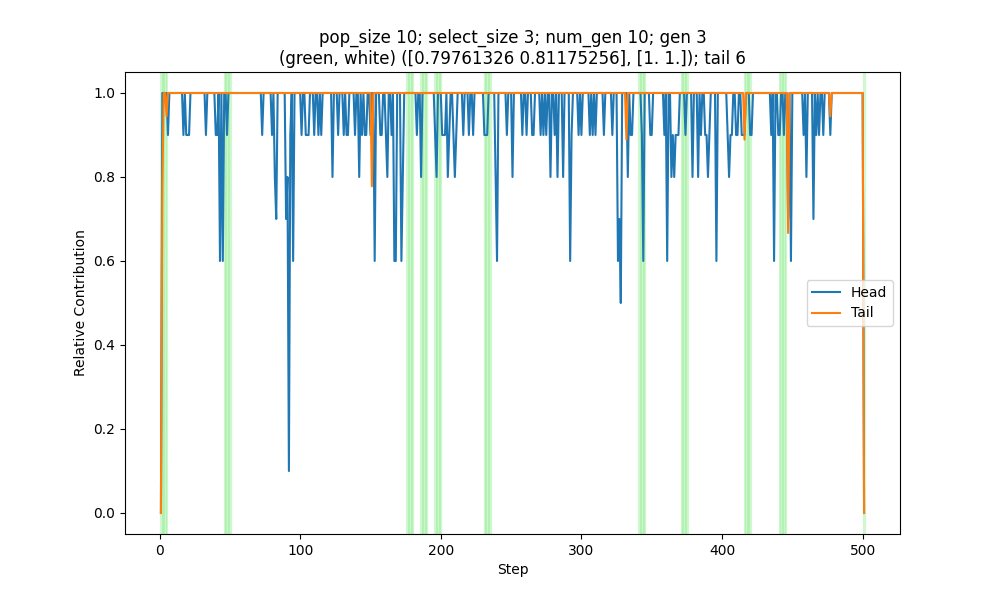 pop_size 10; select_size 3; num_gen 10; gen 3
(green, white) ([0.79761326 0.81175256], [1. 1.]); tail 6
1.0
0.8
0.6
0.4
0.2
0.0
Relative Contribution
Head
Tail
0
100
200
300
400
500
Step